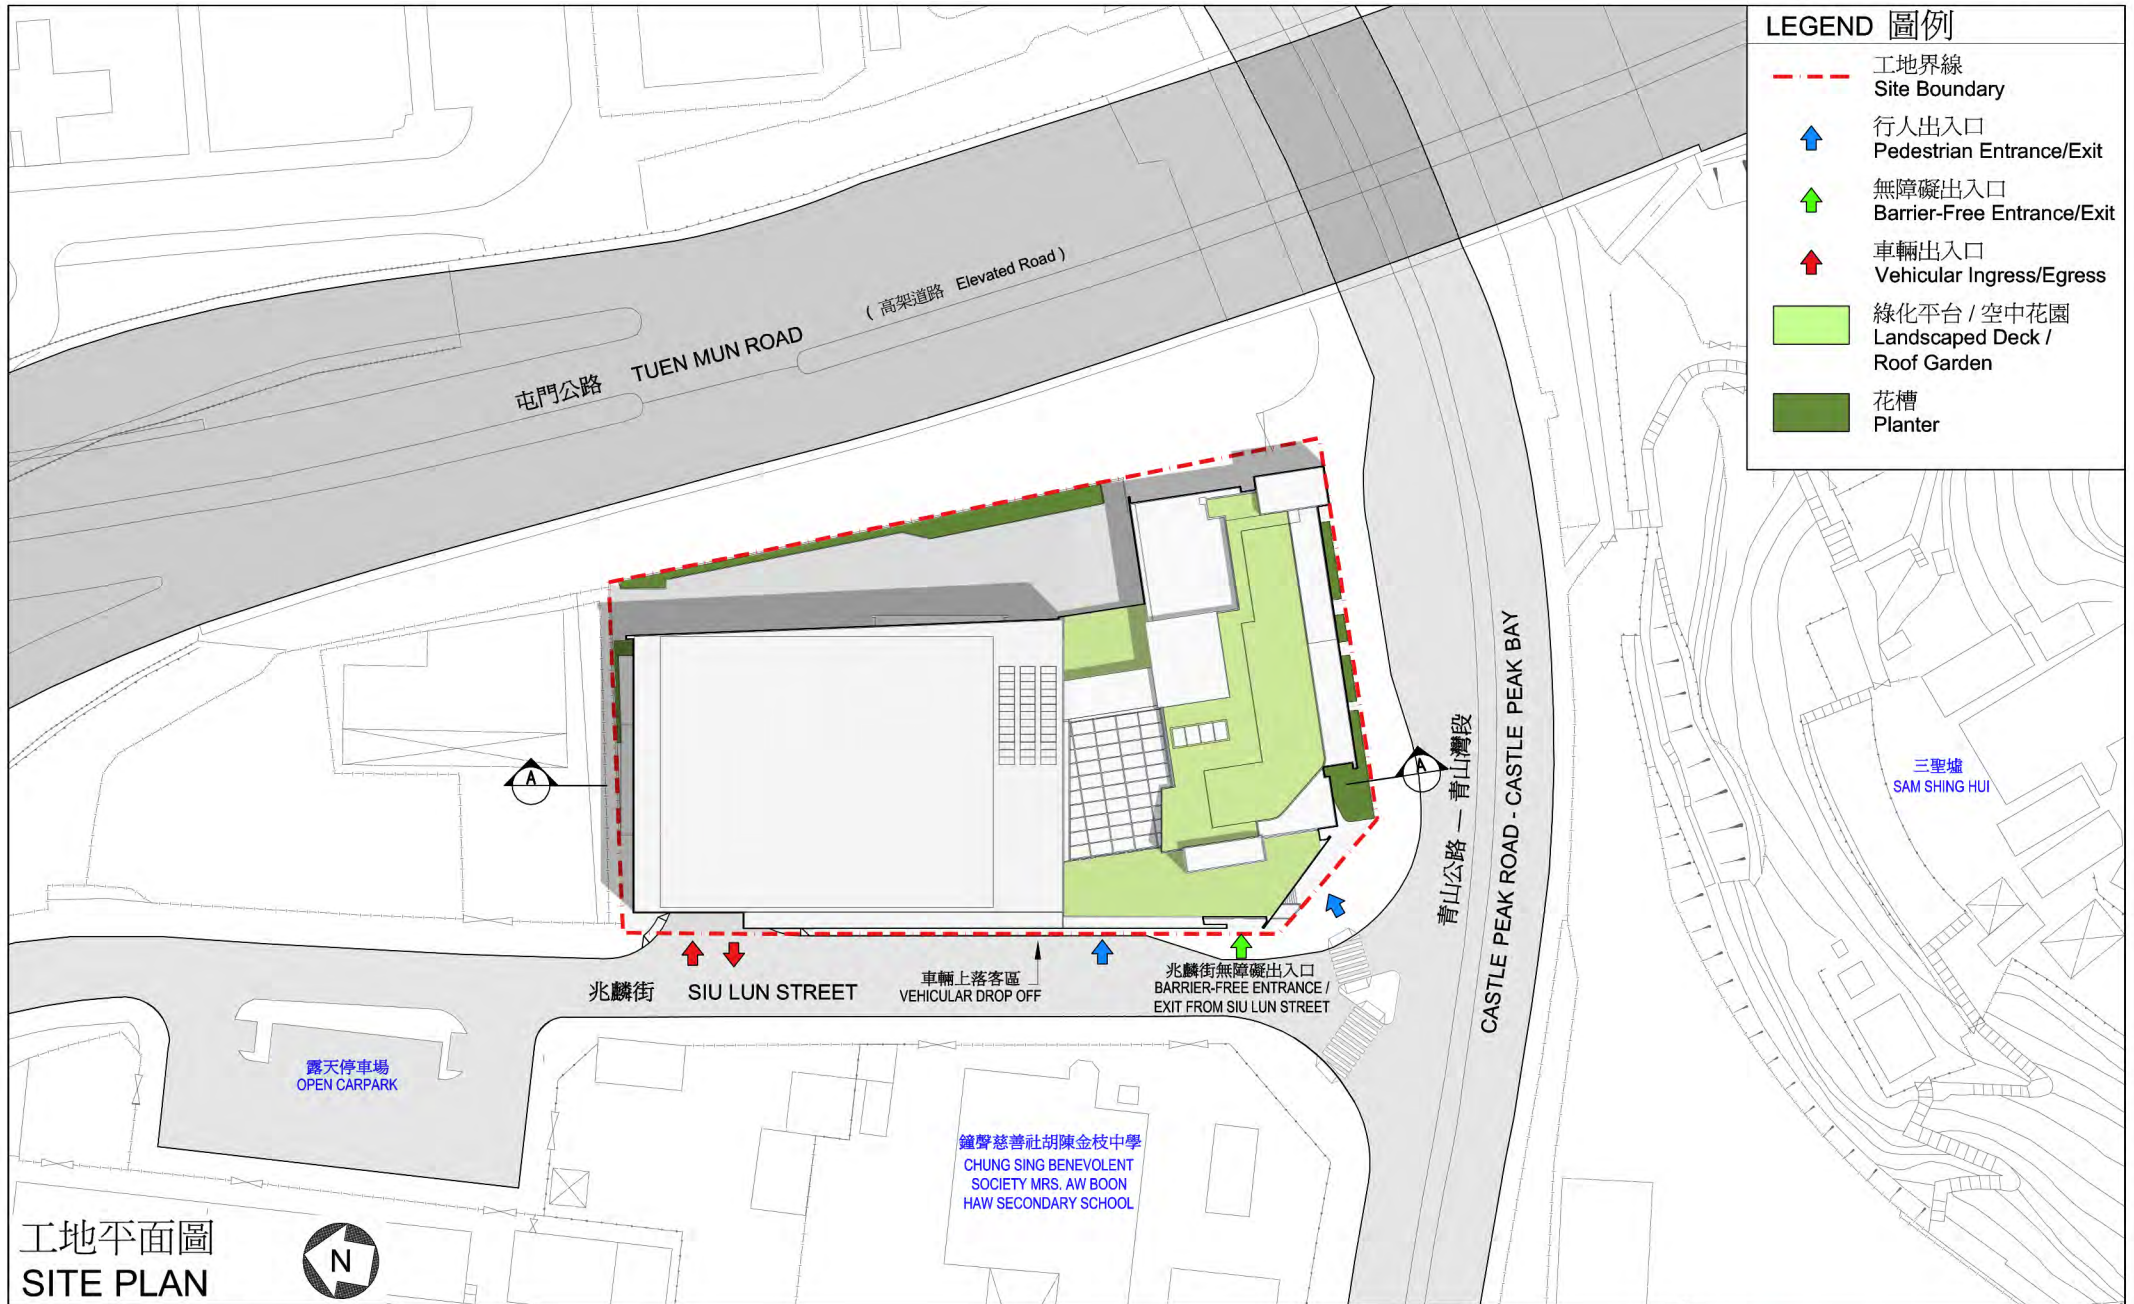 LEGEND 圖例
工地界線
Site Boundary
行人出入口
Pedestrian Entrance/Exit
無障礙出入口
Barrier-Free Entrance/Exit
車輛出入口
Vehicular Ingress/Egress
綠化平台 / 空中花園
Landscaped Deck /
Roof Garden
花槽
Planter
( 高架道路 Elevated Road )
屯門公路 TUEN MUN ROAD
A
A
青山公路 — 青山灣段
CASTLE PEAK ROAD - CASTLE PEAK BAY
三聖墟
SAM SHING HUI
兆麟街 SIU LUN STREET
車輛上落客區
VEHICULAR DROP OFF
兆麟街無障礙出入口
BARRIER-FREE ENTRANCE /
EXIT FROM SIU LUN STREET
露天停車場
OPEN CARPARK
鐘聲慈善社胡陳金枝中學
CHUNG SING BENEVOLENT
SOCIETY MRS. AW BOON
HAW SECONDARY SCHOOL
工地平面圖
SITE PLAN
N